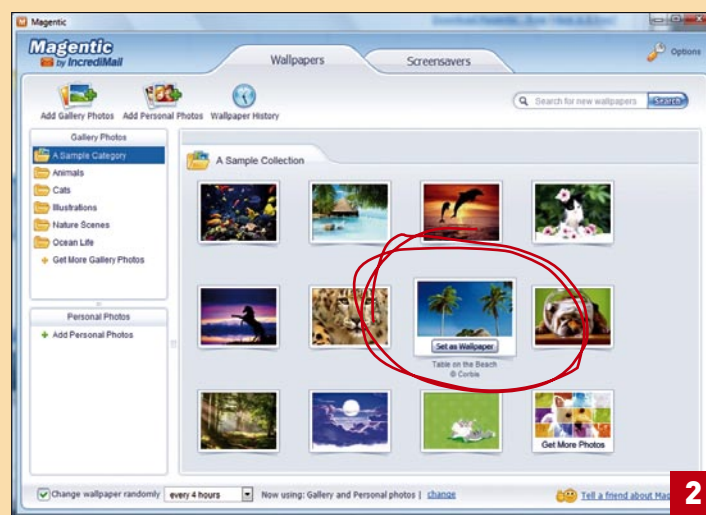 Magentic
Magentic
by IncrediMail
Wallpapers
Screensavers
Options
Add Gallery Photos
Add Personal Photos
Wallpaper History
Search for new wallpapers
Search
Gallery Photos
A Sample Category
Animals
Cats
Illustrations
Nature Scenes
Ocean Life
Get More Gallery Photos
Personal Photos
Add Personal Photos
A Sample Collection
Set as Wallpaper
Table on the Beach
© Corbis
Get More Photos
Change wallpaper randomly every 4 hours Now using: Gallery and Personal photos | change
Tell a friend about
2